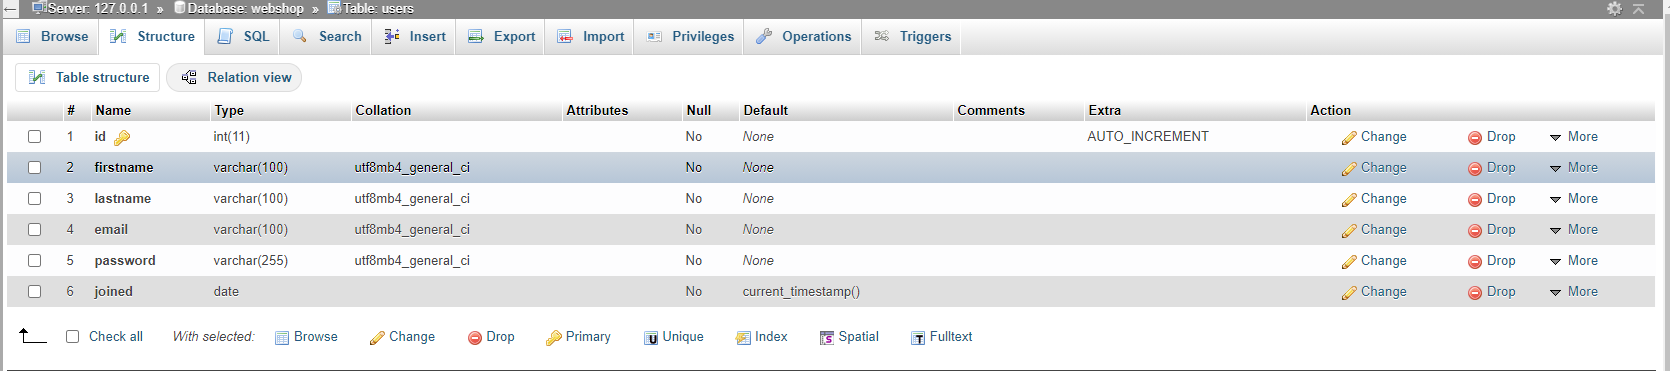 Server: 127.0.0.1 » Database: webshop » Table: users
Browse Structure SQL Search Insert Export Import Privileges Operations Triggers
Table structure Relation view
# Name Type Collation Attributes Null Default Comments Extra Action
1 id int(11) No None AUTO_INCREMENT Change Drop More
2 firstname varchar(100) utf8mb4_general_ci No None Change Drop More
3 lastname varchar(100) utf8mb4_general_ci No None Change Drop More
4 email varchar(100) utf8mb4_general_ci No None Change Drop More
5 password varchar(255) utf8mb4_general_ci No None Change Drop More
6 joined date No current_timestamp() Change Drop More
Check all With selected: Browse Change Drop Primary Unique Index Spatial Fulltext